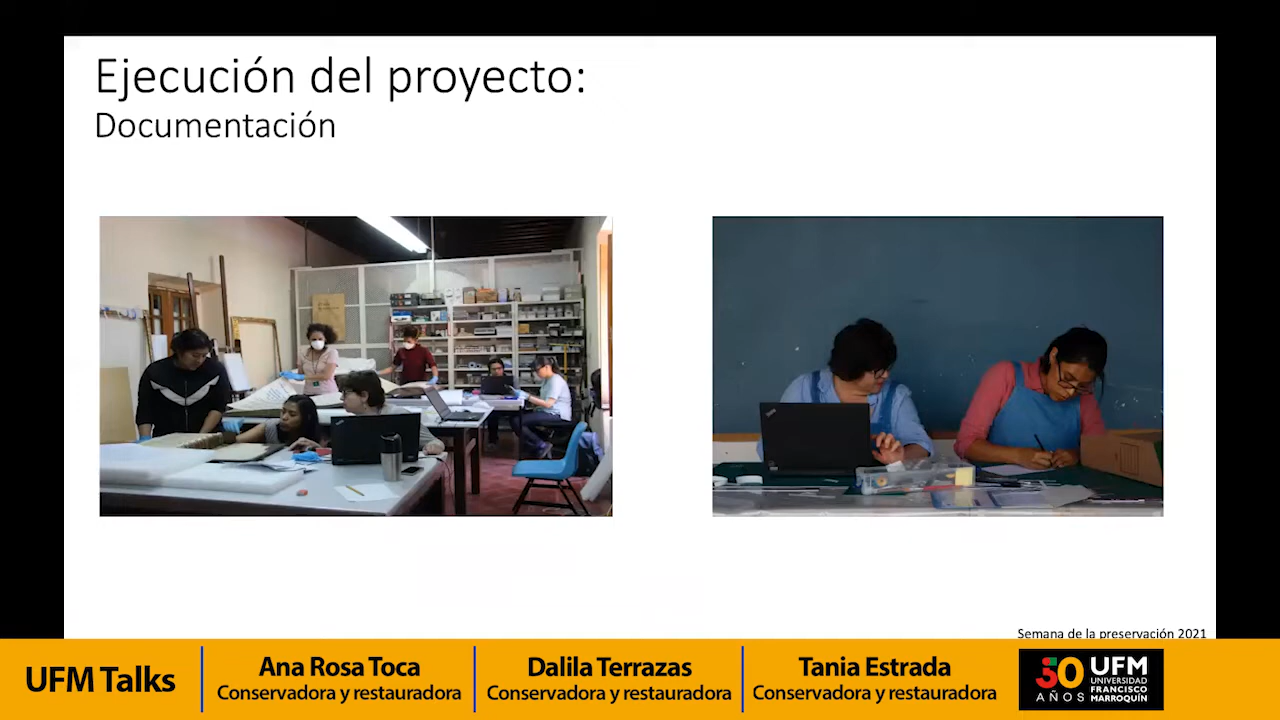 Ejecución del proyecto:
Documentación
Semana de la preservación 2021
UFM Talks
Ana Rosa Toca
Conservadora y restauradora
Dalila Terrazas
Conservadora y restauradora
Tania Estrada
Conservadora y restauradora
50
AÑOS
UFM
UNIVERSIDAD
FRANCISCO
MARROQUÍN